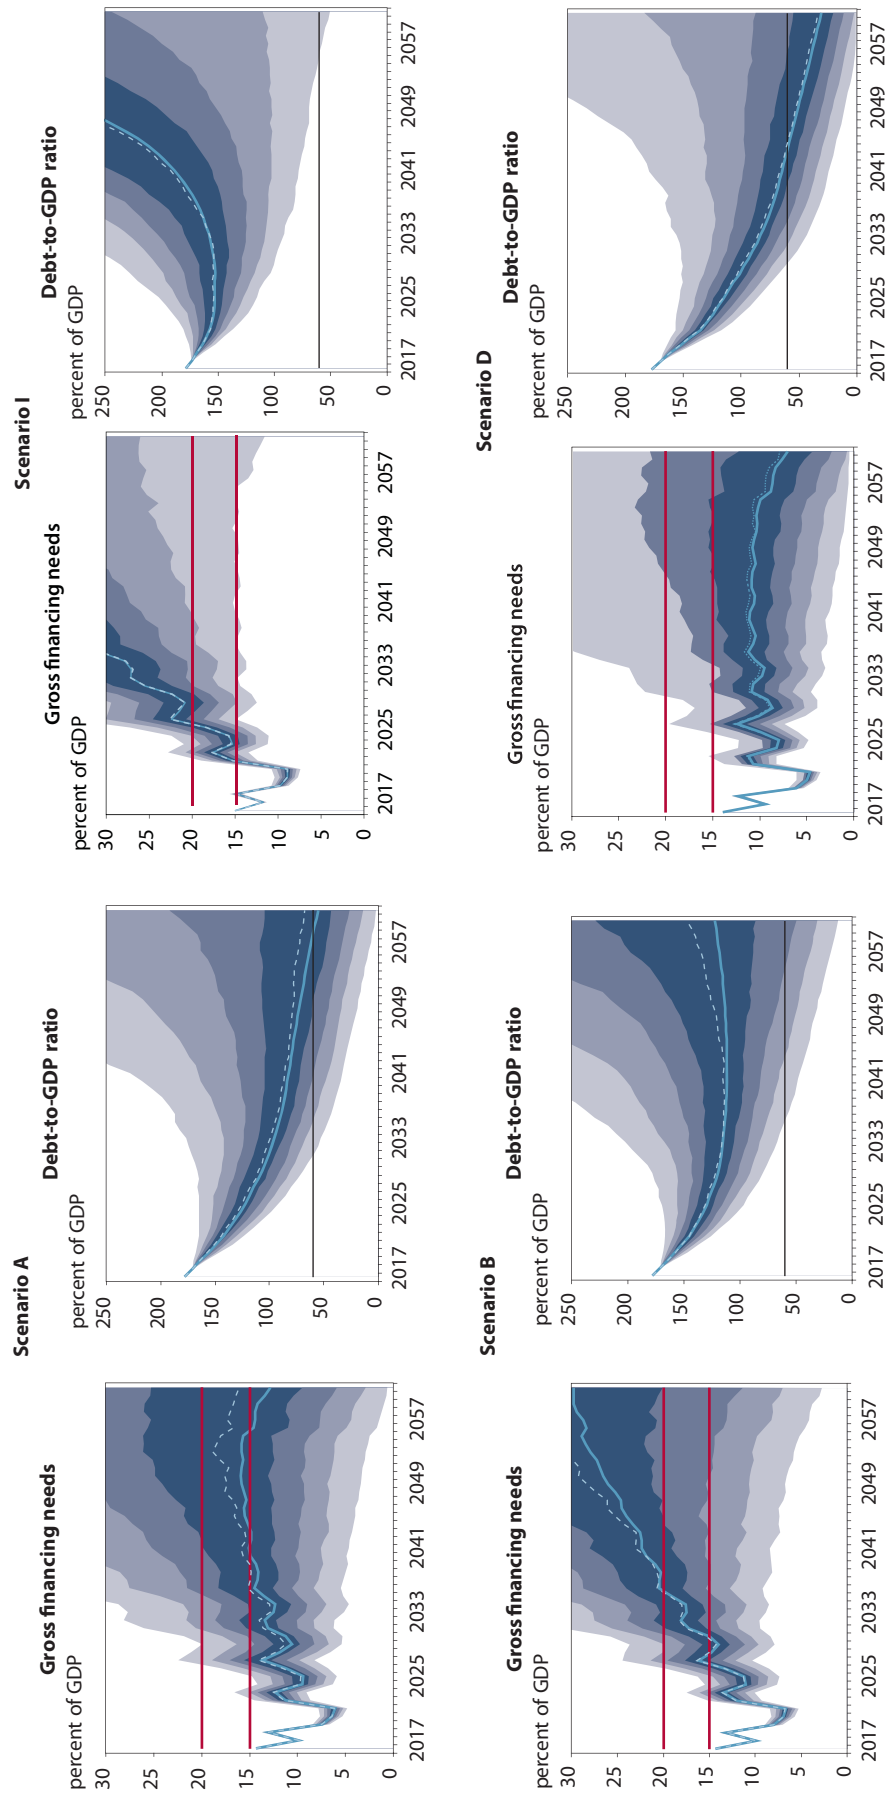 Scenario A
Gross financing needs
percent of GDP
30
25
20
15
10
5
0
2017 2025 2033 2041 2049 2057
Debt-to-GDP ratio
percent of GDP
250
200
150
100
50
0
2017 2025 2033 2041 2049 2057
Scenario I
Gross financing needs
percent of GDP
30
25
20
15
10
5
0
2017 2025 2033 2041 2049 2057
Debt-to-GDP ratio
percent of GDP
250
200
150
100
50
0
2017 2025 2033 2041 2049 2057
Scenario B
Gross financing needs
percent of GDP
30
25
20
15
10
5
0
2017 2025 2033 2041 2049 2057
Debt-to-GDP ratio
percent of GDP
250
200
150
100
50
0
2017 2025 2033 2041 2049 2057
Scenario D
Gross financing needs
percent of GDP
30
25
20
15
10
5
0
2017 2025 2033 2041 2049 2057
Debt-to-GDP ratio
percent of GDP
250
200
150
100
50
0
2017 2025 2033 2041 2049 2057